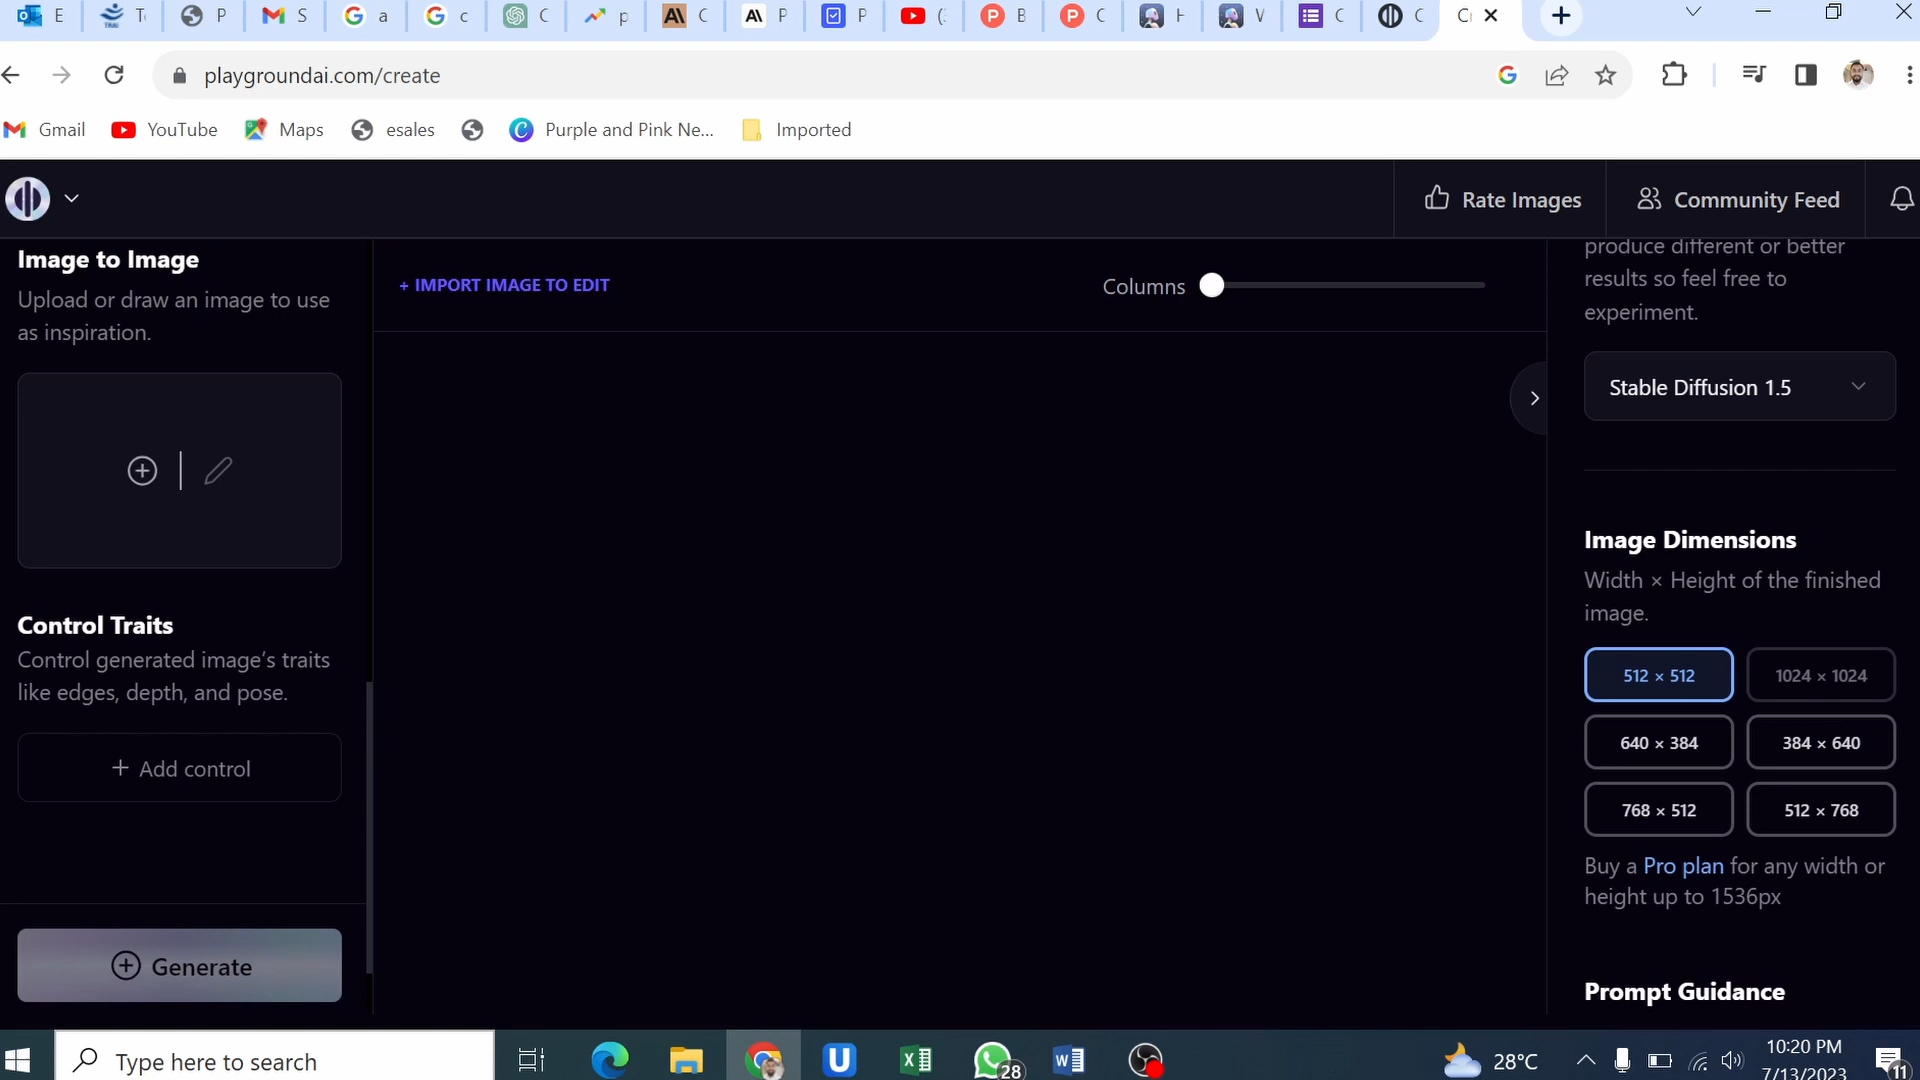 E
P
S
a
c
C
p
C
P
P
(
B
C
H
V
C
C
playgroundai.com/create
Gmail
YouTube
Maps
esales
Purple and Pink Ne...
Imported
Rate Images
Community Feed
Image to Image
Upload or draw an image to use
as inspiration.
Control Traits
Control generated image's traits
like edges, depth, and pose.
+ Add control
Generate
+ IMPORT IMAGE TO EDIT
Columns
produce different or better
results so feel free to
experiment.
Stable Diffusion 1.5
Image Dimensions
Width × Height of the finished
image.
512 × 512
1024 × 1024
640 × 384
384 × 640
768 × 512
512 × 768
Buy a Pro plan for any width or
height up to 1536px
Prompt Guidance
Type here to search
28
28°C
10:20 PM
7/13/2023
11